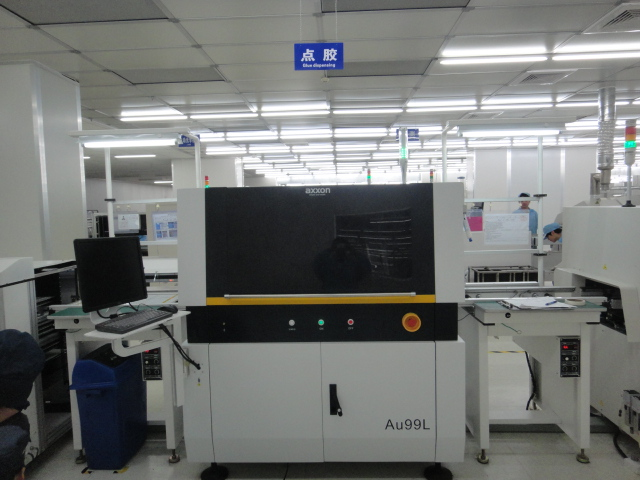 点胶
Glue dispensing
axxon
Au99L